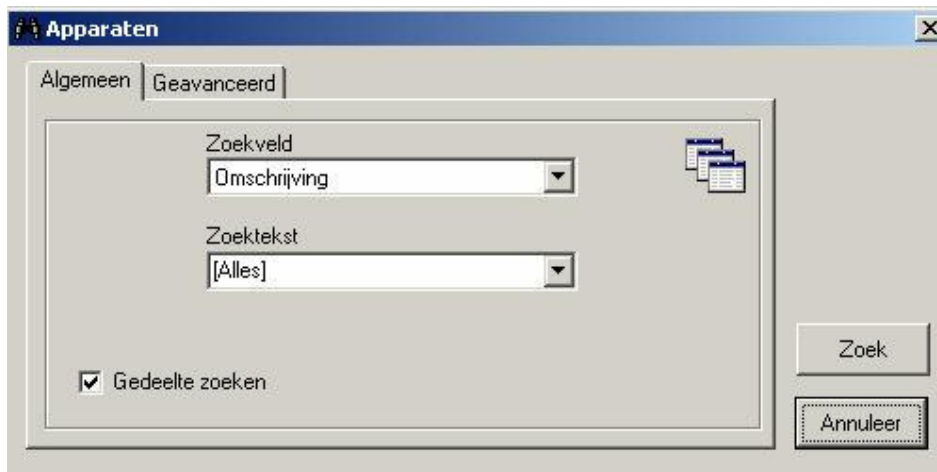 Apparaten
Algemeen
Geavanceerd
Zoekveld
Omschrijving
Zoektekst
[Alles]
Gedeelte zoeken
Zoek
Annuleer